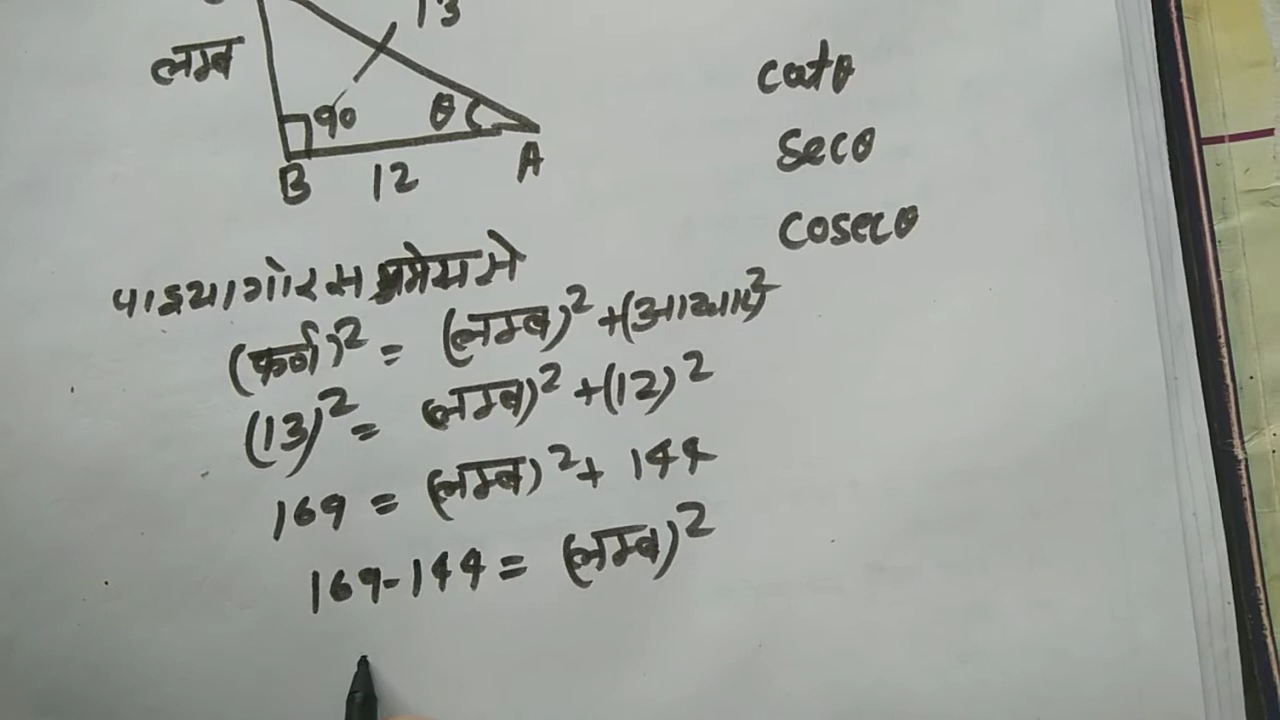 13
लम्ब
90
θ
B
12
A
catθ
secθ
cosecθ
पाइथागोरस प्रमेय से
(कर्ण)² = (लम्ब)² + (आधार)²
(13)² = (लम्ब)² + (12)²
169 = (लम्ब)² + 144
169 - 144 = (लम्ब)²